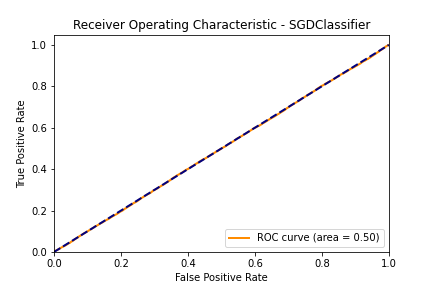 Receiver Operating Characteristic - SGDClassifier
True Positive Rate
1.0
0.8
0.6
0.4
0.2
0.0
ROC curve (area = 0.50)
0.0 0.2 0.4 0.6 0.8 1.0
False Positive Rate